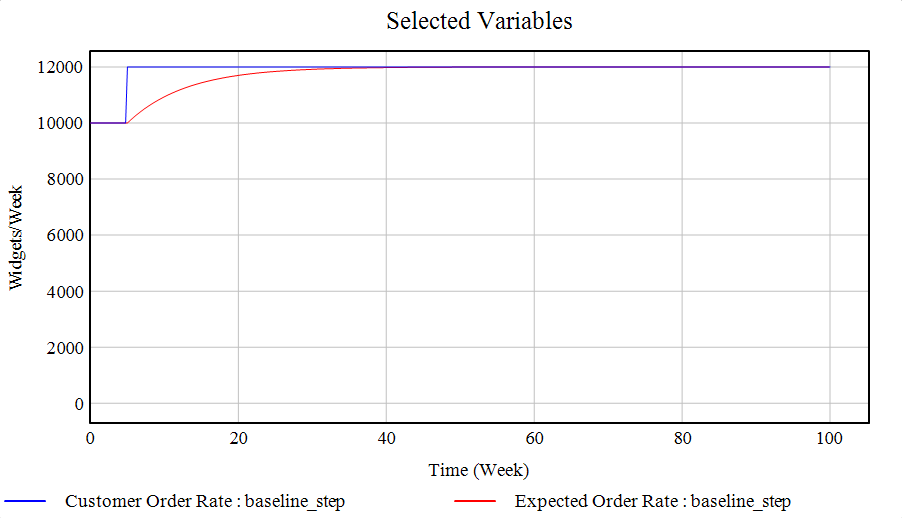 Selected Variables
12000
10000
8000
6000
4000
2000
0
Widgets/Week
0 20 40 60 80 100
Time (Week)
Customer Order Rate : baseline_step Expected Order Rate : baseline_step